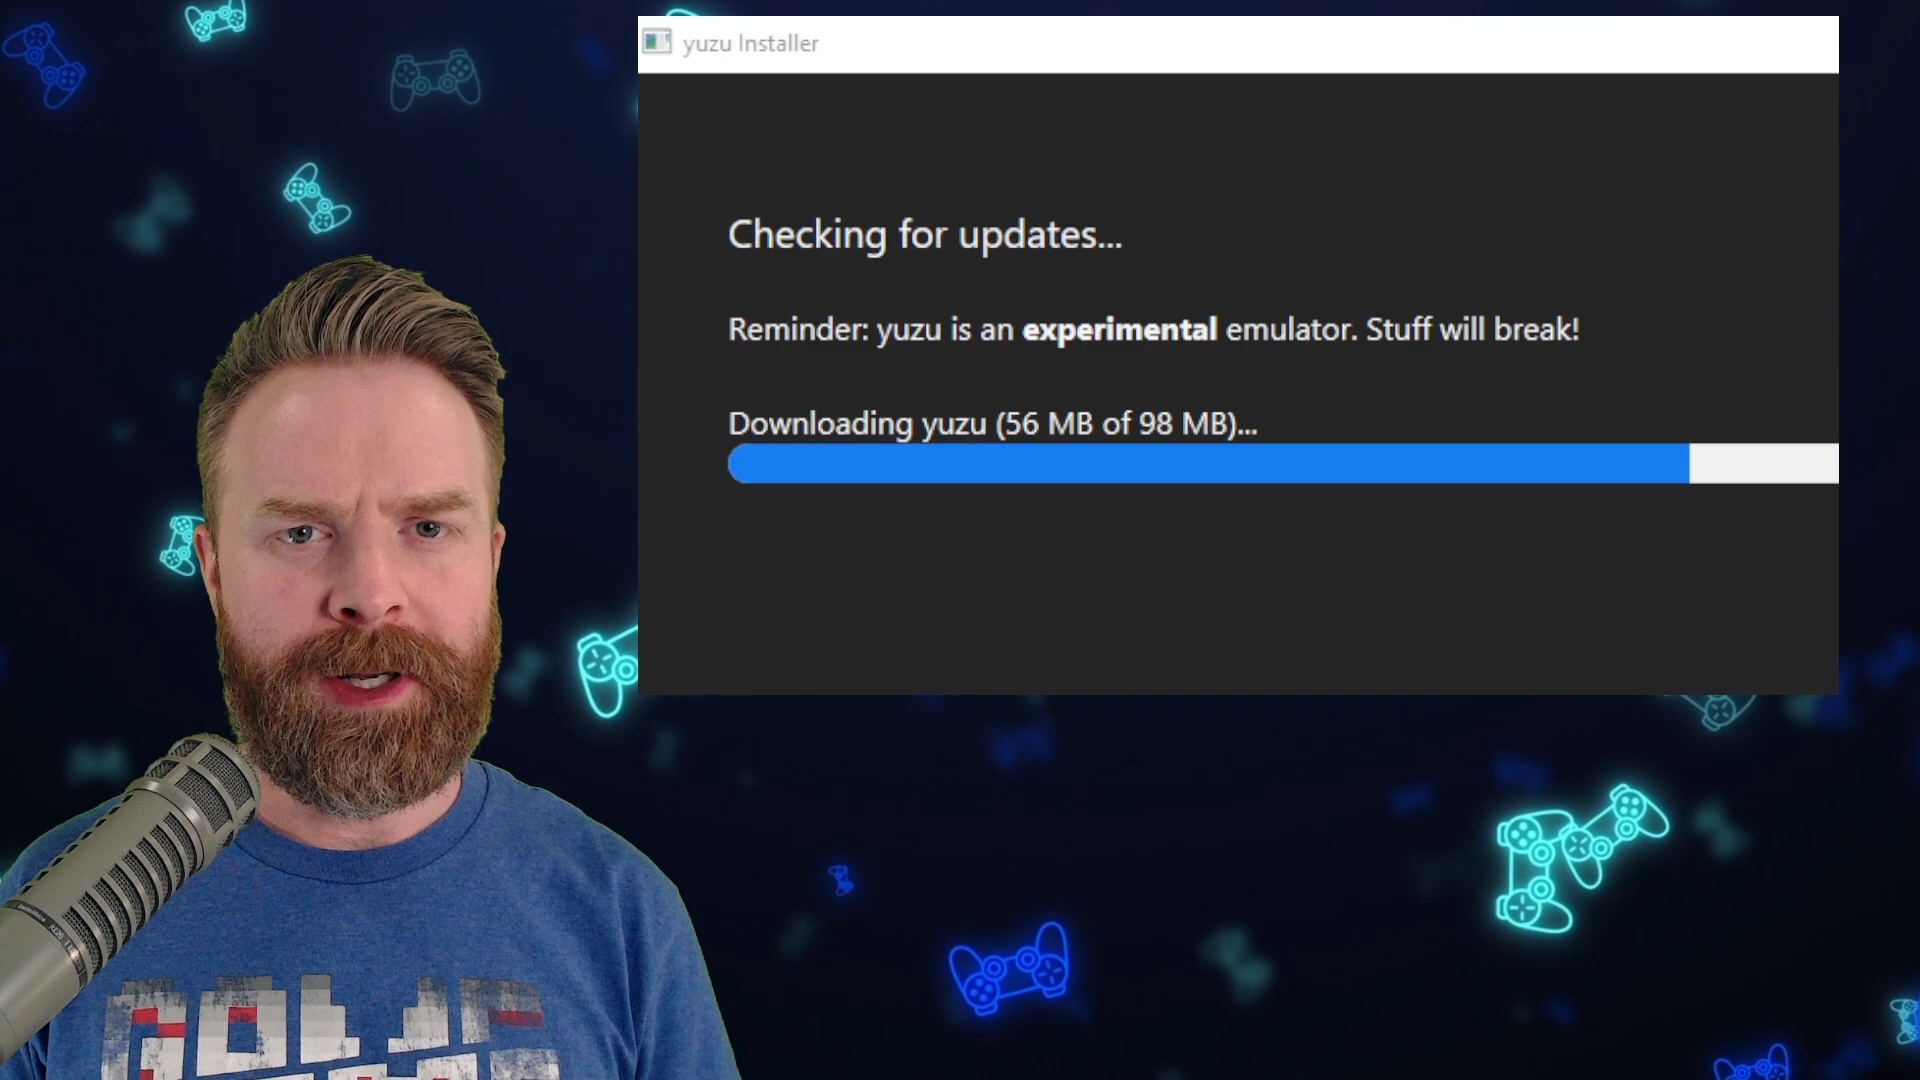 yuzu Installer
Checking for updates...
Reminder: yuzu is an experimental emulator. Stuff will break!
Downloading yuzu (56 MB of 98 MB)...